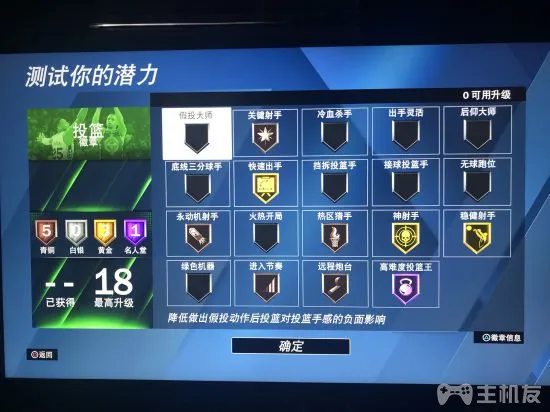 测试你的潜力
0 可用升级
投篮
徽章
假投大师 关键射手 冷血杀手 出手灵活 后仰大师
底线三分球手 快速出手 挡拆投篮手 接球投篮手 无球跑位
永动机射手 火热开局 热区猎手 神射手 稳健射手
绿色机器 进入节奏 远程炮台 高难度投篮王
5 0 3 1
青铜 白银 黄金 名人堂
-- 18
已获得 最高升级
降低做出假投动作后投篮对投篮手感的负面影响
确定
返回
徽章信息
主机友